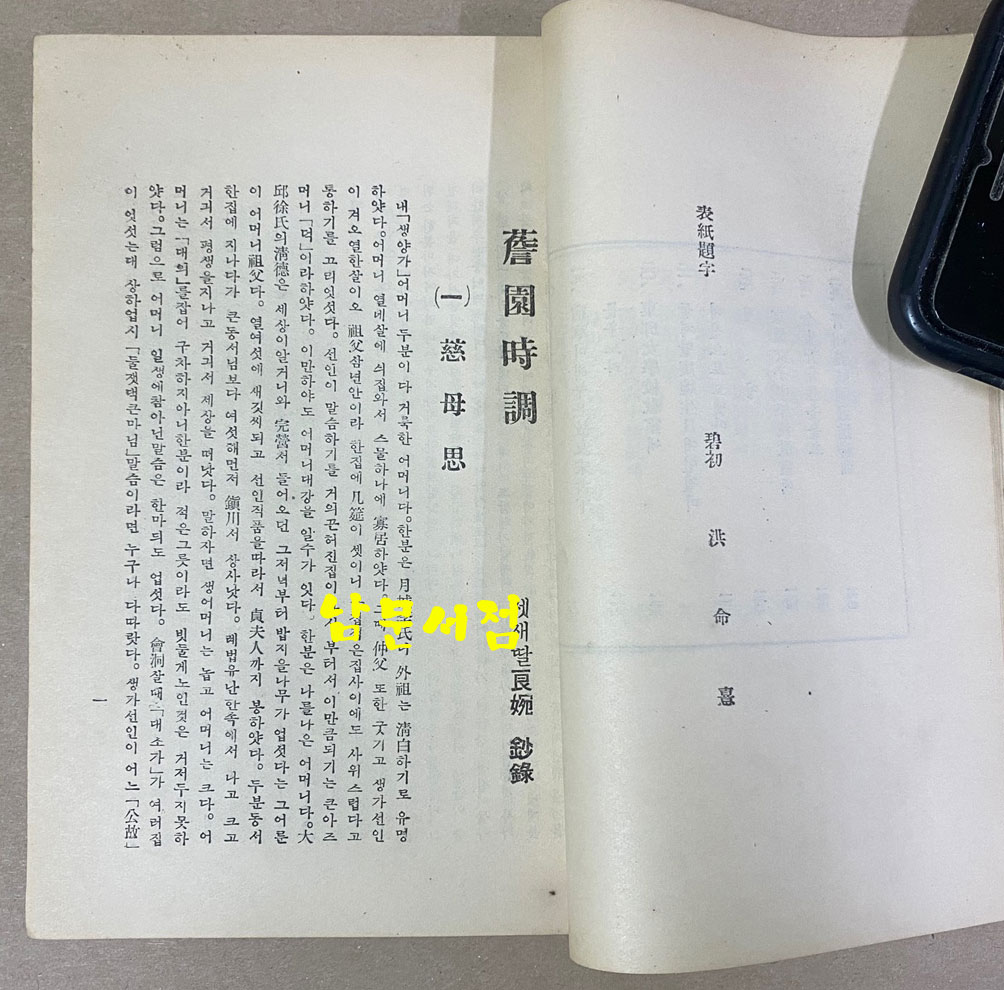 表紙題字
碧初 洪命憙
薝園時調
넷새딸 良婉 鈔錄
(一) 慈母思
내「생양가」어머니 두분이 다 거룩한 어머니다。한분은 月城 氏 外祖는 淸白하기로 유명
하얏다。어머니 열네살에 싀집와서 스물하나에 寡居하얏다 仲父 또한 굿기고 생가선인
이 겨오 열한살이오 祖父삼년안이라 한집에 几筵이 셋이니 은집사이에도 사위스럽다고
통하기를 끄리잇섯다。선인이 말슴하기를 거의끈허진집이 부터서 이만큼되기는 큰아즈
머니「덕」이라하얏다。이만하야도 어머니대강을 알수가 잇다 한분은 나를나은 어머니다。大
邱徐氏의淸德은 세상이알거니와 完營서 들어오던 그저녁부터 밥지을나무가 업섯다는 그어른
이 어머니祖父다。열여섯에 새깃씨되고 선인직품을따라서 貞夫人까지 봉하얏다。두분동서
한집에 지나다가 큰동서님보다 여섯해먼저 鎭川서 상사낫다。례법유난한속에서 나고 크고
거긔서 평생을지나고 거긔서 세상을 떠낫다。말하자면 생어머니는 놉고 어머니는 크다。어
머니는「대의」를잡어 구차하지아니한분이라 적은그릇이라도 빗둘게노인것은 거저두지못하
얏다。그럼으로 어머니 일생에참아닌말슴은 한마듸도 업섯다。會洞살때「대소가」가 여러집
이 잇섯는대 상하업시「둘잿댁큰마님」말슴이라면 누구나 다따랏다。생가선인이 어느「公故」
一
남문서점